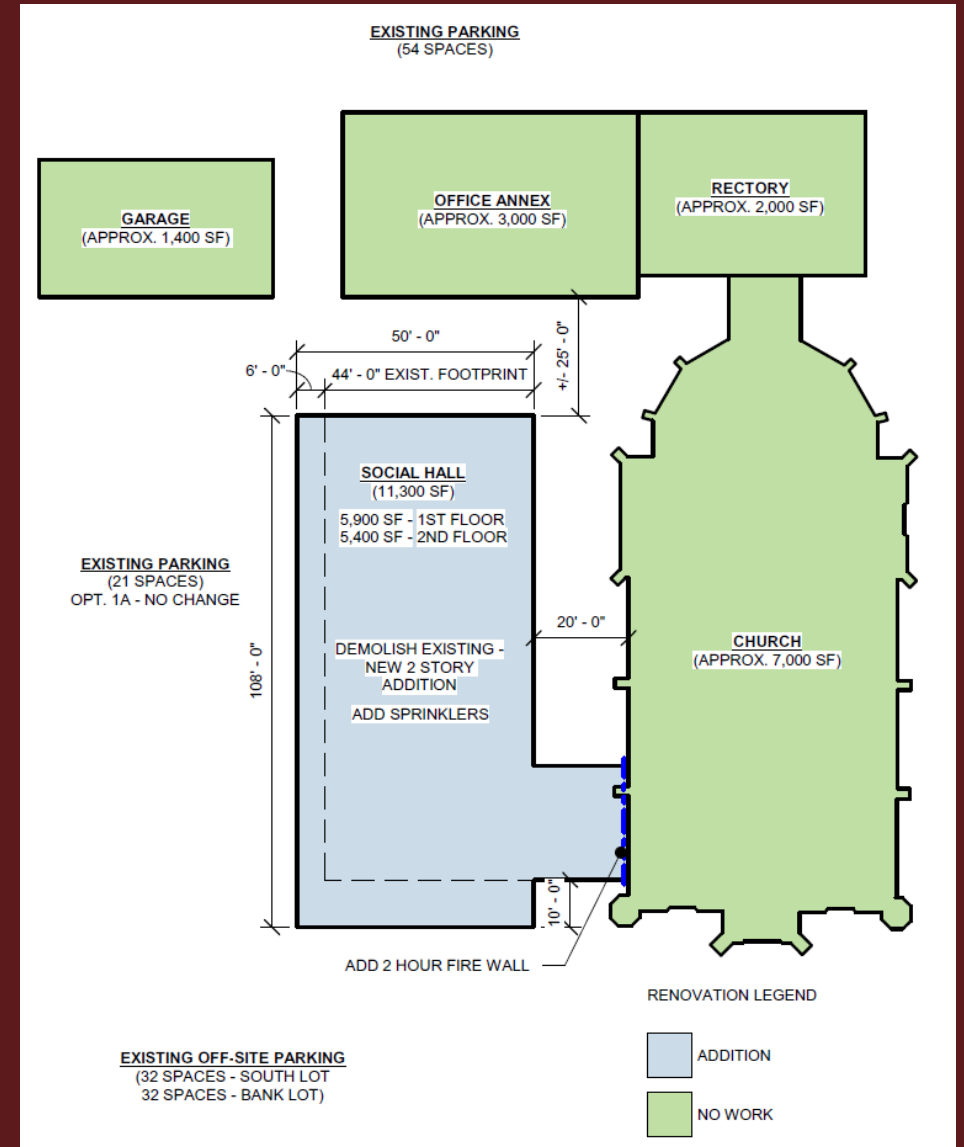 EXISTING PARKING
(54 SPACES)
GARAGE
(APPROX. 1,400 SF)
OFFICE ANNEX
(APPROX. 3,000 SF)
RECTORY
(APPROX. 2,000 SF)
50' - 0"
6' - 0"
44' - 0" EXIST. FOOTPRINT
+/- 25' - 0"
SOCIAL HALL
(11,300 SF)
5,900 SF - 1ST FLOOR
5,400 SF - 2ND FLOOR
EXISTING PARKING
(21 SPACES)
OPT. 1A - NO CHANGE
108' - 0"
20' - 0"
DEMOLISH EXISTING -
NEW 2 STORY
ADDITION
ADD SPRINKLERS
CHURCH
(APPROX. 7,000 SF)
10' - 0"
ADD 2 HOUR FIRE WALL
RENOVATION LEGEND
ADDITION
NO WORK
EXISTING OFF-SITE PARKING
(32 SPACES - SOUTH LOT
32 SPACES - BANK LOT)